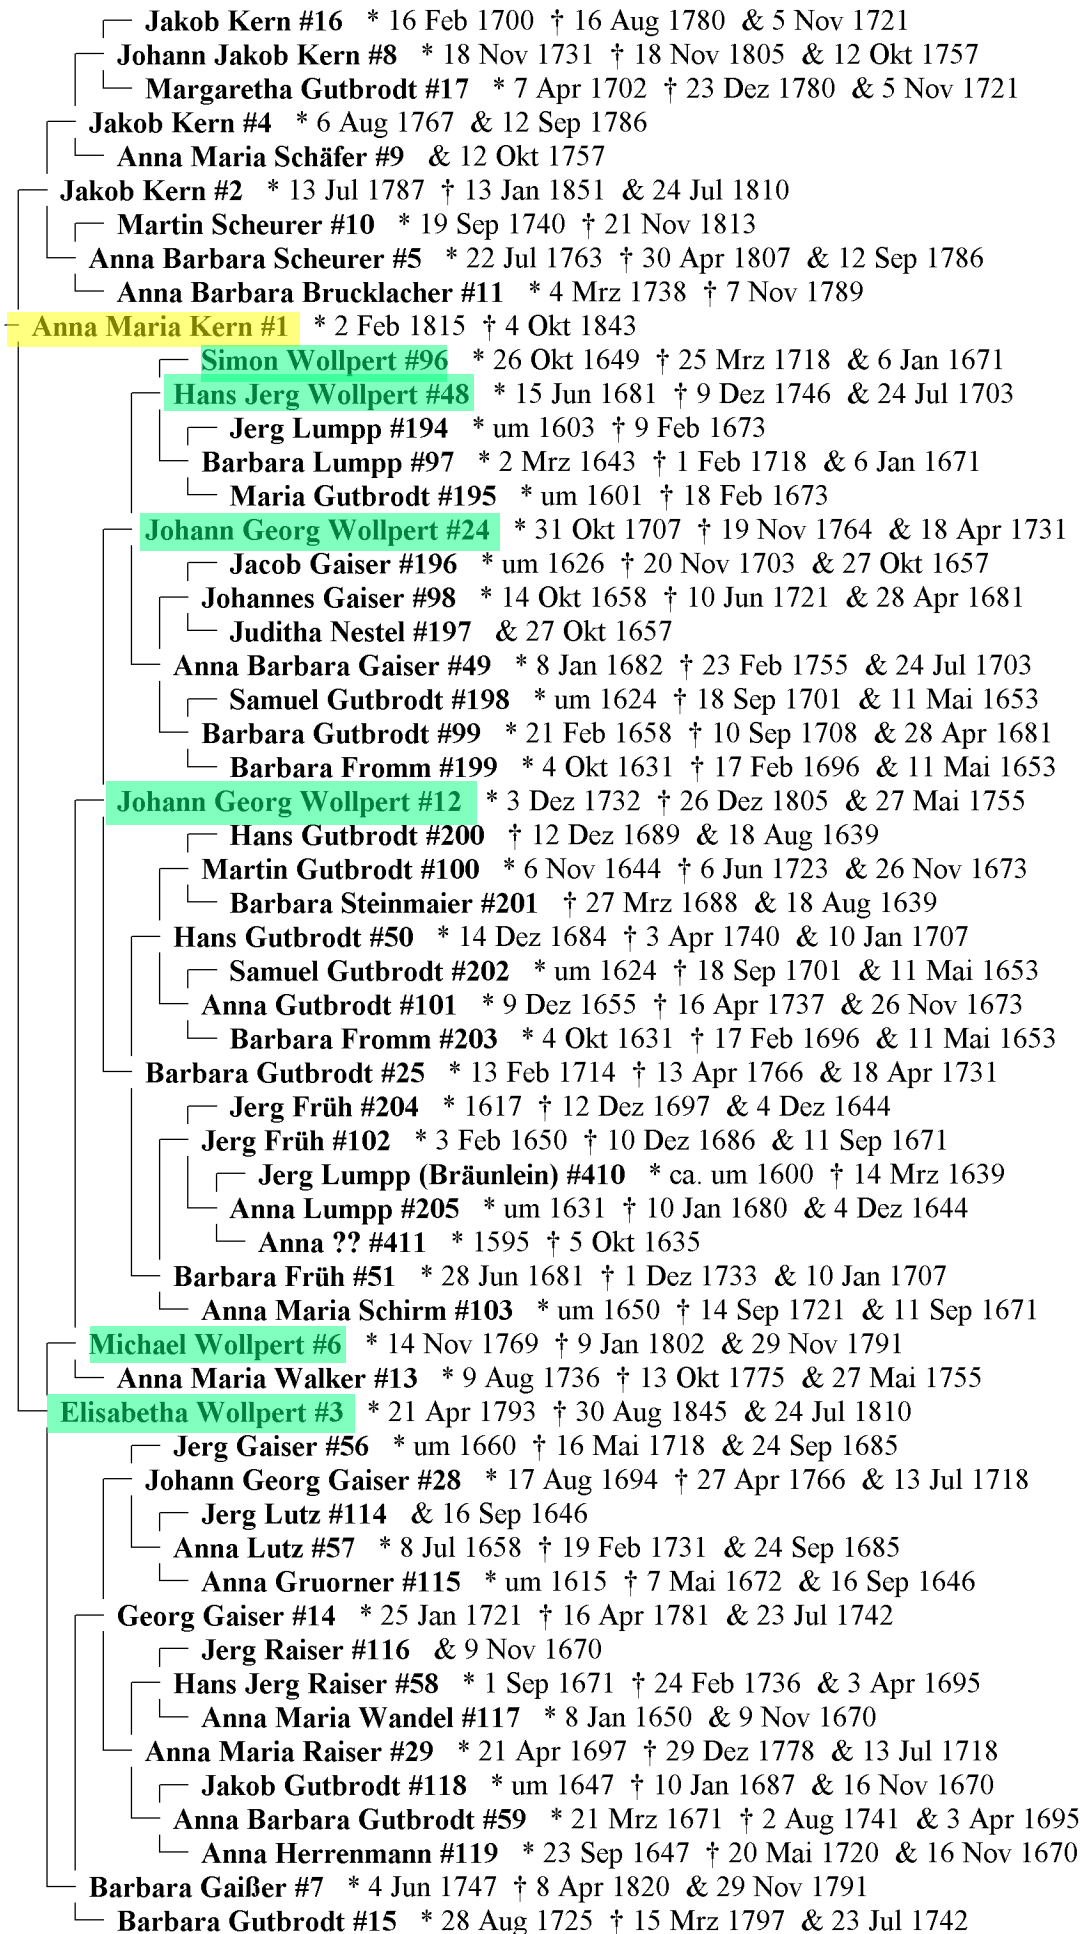 Jakob Kern #16 * 16 Feb 1700 † 16 Aug 1780 & 5 Nov 1721
Johann Jakob Kern #8 * 18 Nov 1731 † 18 Nov 1805 & 12 Okt 1757
Margaretha Gutbrodt #17 * 7 Apr 1702 † 23 Dez 1780 & 5 Nov 1721
Jakob Kern #4 * 6 Aug 1767 & 12 Sep 1786
Anna Maria Schäfer #9 & 12 Okt 1757
Jakob Kern #2 * 13 Jul 1787 † 13 Jan 1851 & 24 Jul 1810
Martin Scheurer #10 * 19 Sep 1740 † 21 Nov 1813
Anna Barbara Scheurer #5 * 22 Jul 1763 † 30 Apr 1807 & 12 Sep 1786
Anna Barbara Brucklacher #11 * 4 Mrz 1738 † 7 Nov 1789
Anna Maria Kern #1 * 2 Feb 1815 † 4 Okt 1843
Simon Wollpert #96 * 26 Okt 1649 † 25 Mrz 1718 & 6 Jan 1671
Hans Jerg Wollpert #48 * 15 Jun 1681 † 9 Dez 1746 & 24 Jul 1703
Jerg Lumpp #194 * um 1603 † 9 Feb 1673
Barbara Lumpp #97 * 2 Mrz 1643 † 1 Feb 1718 & 6 Jan 1671
Maria Gutbrodt #195 * um 1601 † 18 Feb 1673
Johann Georg Wollpert #24 * 31 Okt 1707 † 19 Nov 1764 & 18 Apr 1731
Jacob Gaiser #196 * um 1626 † 20 Nov 1703 & 27 Okt 1657
Johannes Gaiser #98 * 14 Okt 1658 † 10 Jun 1721 & 28 Apr 1681
Juditha Nestel #197 & 27 Okt 1657
Anna Barbara Gaiser #49 * 8 Jan 1682 † 23 Feb 1755 & 24 Jul 1703
Samuel Gutbrodt #198 * um 1624 † 18 Sep 1701 & 11 Mai 1653
Barbara Gutbrodt #99 * 21 Feb 1658 † 10 Sep 1708 & 28 Apr 1681
Barbara Fromm #199 * 4 Okt 1631 † 17 Feb 1696 & 11 Mai 1653
Johann Georg Wollpert #12 * 3 Dez 1732 † 26 Dez 1805 & 27 Mai 1755
Hans Gutbrodt #200 † 12 Dez 1689 & 18 Aug 1639
Martin Gutbrodt #100 * 6 Nov 1644 † 6 Jun 1723 & 26 Nov 1673
Barbara Steinmaier #201 † 27 Mrz 1688 & 18 Aug 1639
Hans Gutbrodt #50 * 14 Dez 1684 † 3 Apr 1740 & 10 Jan 1707
Samuel Gutbrodt #202 * um 1624 † 18 Sep 1701 & 11 Mai 1653
Anna Gutbrodt #101 * 9 Dez 1655 † 16 Apr 1737 & 26 Nov 1673
Barbara Fromm #203 * 4 Okt 1631 † 17 Feb 1696 & 11 Mai 1653
Barbara Gutbrodt #25 * 13 Feb 1714 † 13 Apr 1766 & 18 Apr 1731
Jerg Früh #204 * 1617 † 12 Dez 1697 & 4 Dez 1644
Jerg Früh #102 * 3 Feb 1650 † 10 Dez 1686 & 11 Sep 1671
Jerg Lumpp (Bräunlein) #410 * ca. um 1600 † 14 Mrz 1639
Anna Lumpp #205 * um 1631 † 10 Jan 1680 & 4 Dez 1644
Anna ?? #411 * 1595 † 5 Okt 1635
Barbara Früh #51 * 28 Jun 1681 † 1 Dez 1733 & 10 Jan 1707
Anna Maria Schirm #103 * um 1650 † 14 Sep 1721 & 11 Sep 1671
Michael Wollpert #6 * 14 Nov 1769 † 9 Jan 1802 & 29 Nov 1791
Anna Maria Walker #13 * 9 Aug 1736 † 13 Okt 1775 & 27 Mai 1755
Elisabetha Wollpert #3 * 21 Apr 1793 † 30 Aug 1845 & 24 Jul 1810
Jerg Gaiser #56 * um 1660 † 16 Mai 1718 & 24 Sep 1685
Johann Georg Gaiser #28 * 17 Aug 1694 † 27 Apr 1766 & 13 Jul 1718
Jerg Lutz #114 & 16 Sep 1646
Anna Lutz #57 * 8 Jul 1658 † 19 Feb 1731 & 24 Sep 1685
Anna Gruorner #115 * um 1615 † 7 Mai 1672 & 16 Sep 1646
Georg Gaiser #14 * 25 Jan 1721 † 16 Apr 1781 & 23 Jul 1742
Jerg Raiser #116 & 9 Nov 1670
Hans Jerg Raiser #58 * 1 Sep 1671 † 24 Feb 1736 & 3 Apr 1695
Anna Maria Wandel #117 * 8 Jan 1650 & 9 Nov 1670
Anna Maria Raiser #29 * 21 Apr 1697 † 29 Dez 1778 & 13 Jul 1718
Jakob Gutbrodt #118 * um 1647 † 10 Jan 1687 & 16 Nov 1670
Anna Barbara Gutbrodt #59 * 21 Mrz 1671 † 2 Aug 1741 & 3 Apr 1695
Anna Herrenmann #119 * 23 Sep 1647 † 20 Mai 1720 & 16 Nov 1670
Barbara Gaißer #7 * 4 Jun 1747 † 8 Apr 1820 & 29 Nov 1791
Barbara Gutbrodt #15 * 28 Aug 1725 † 15 Mrz 1797 & 23 Jul 1742